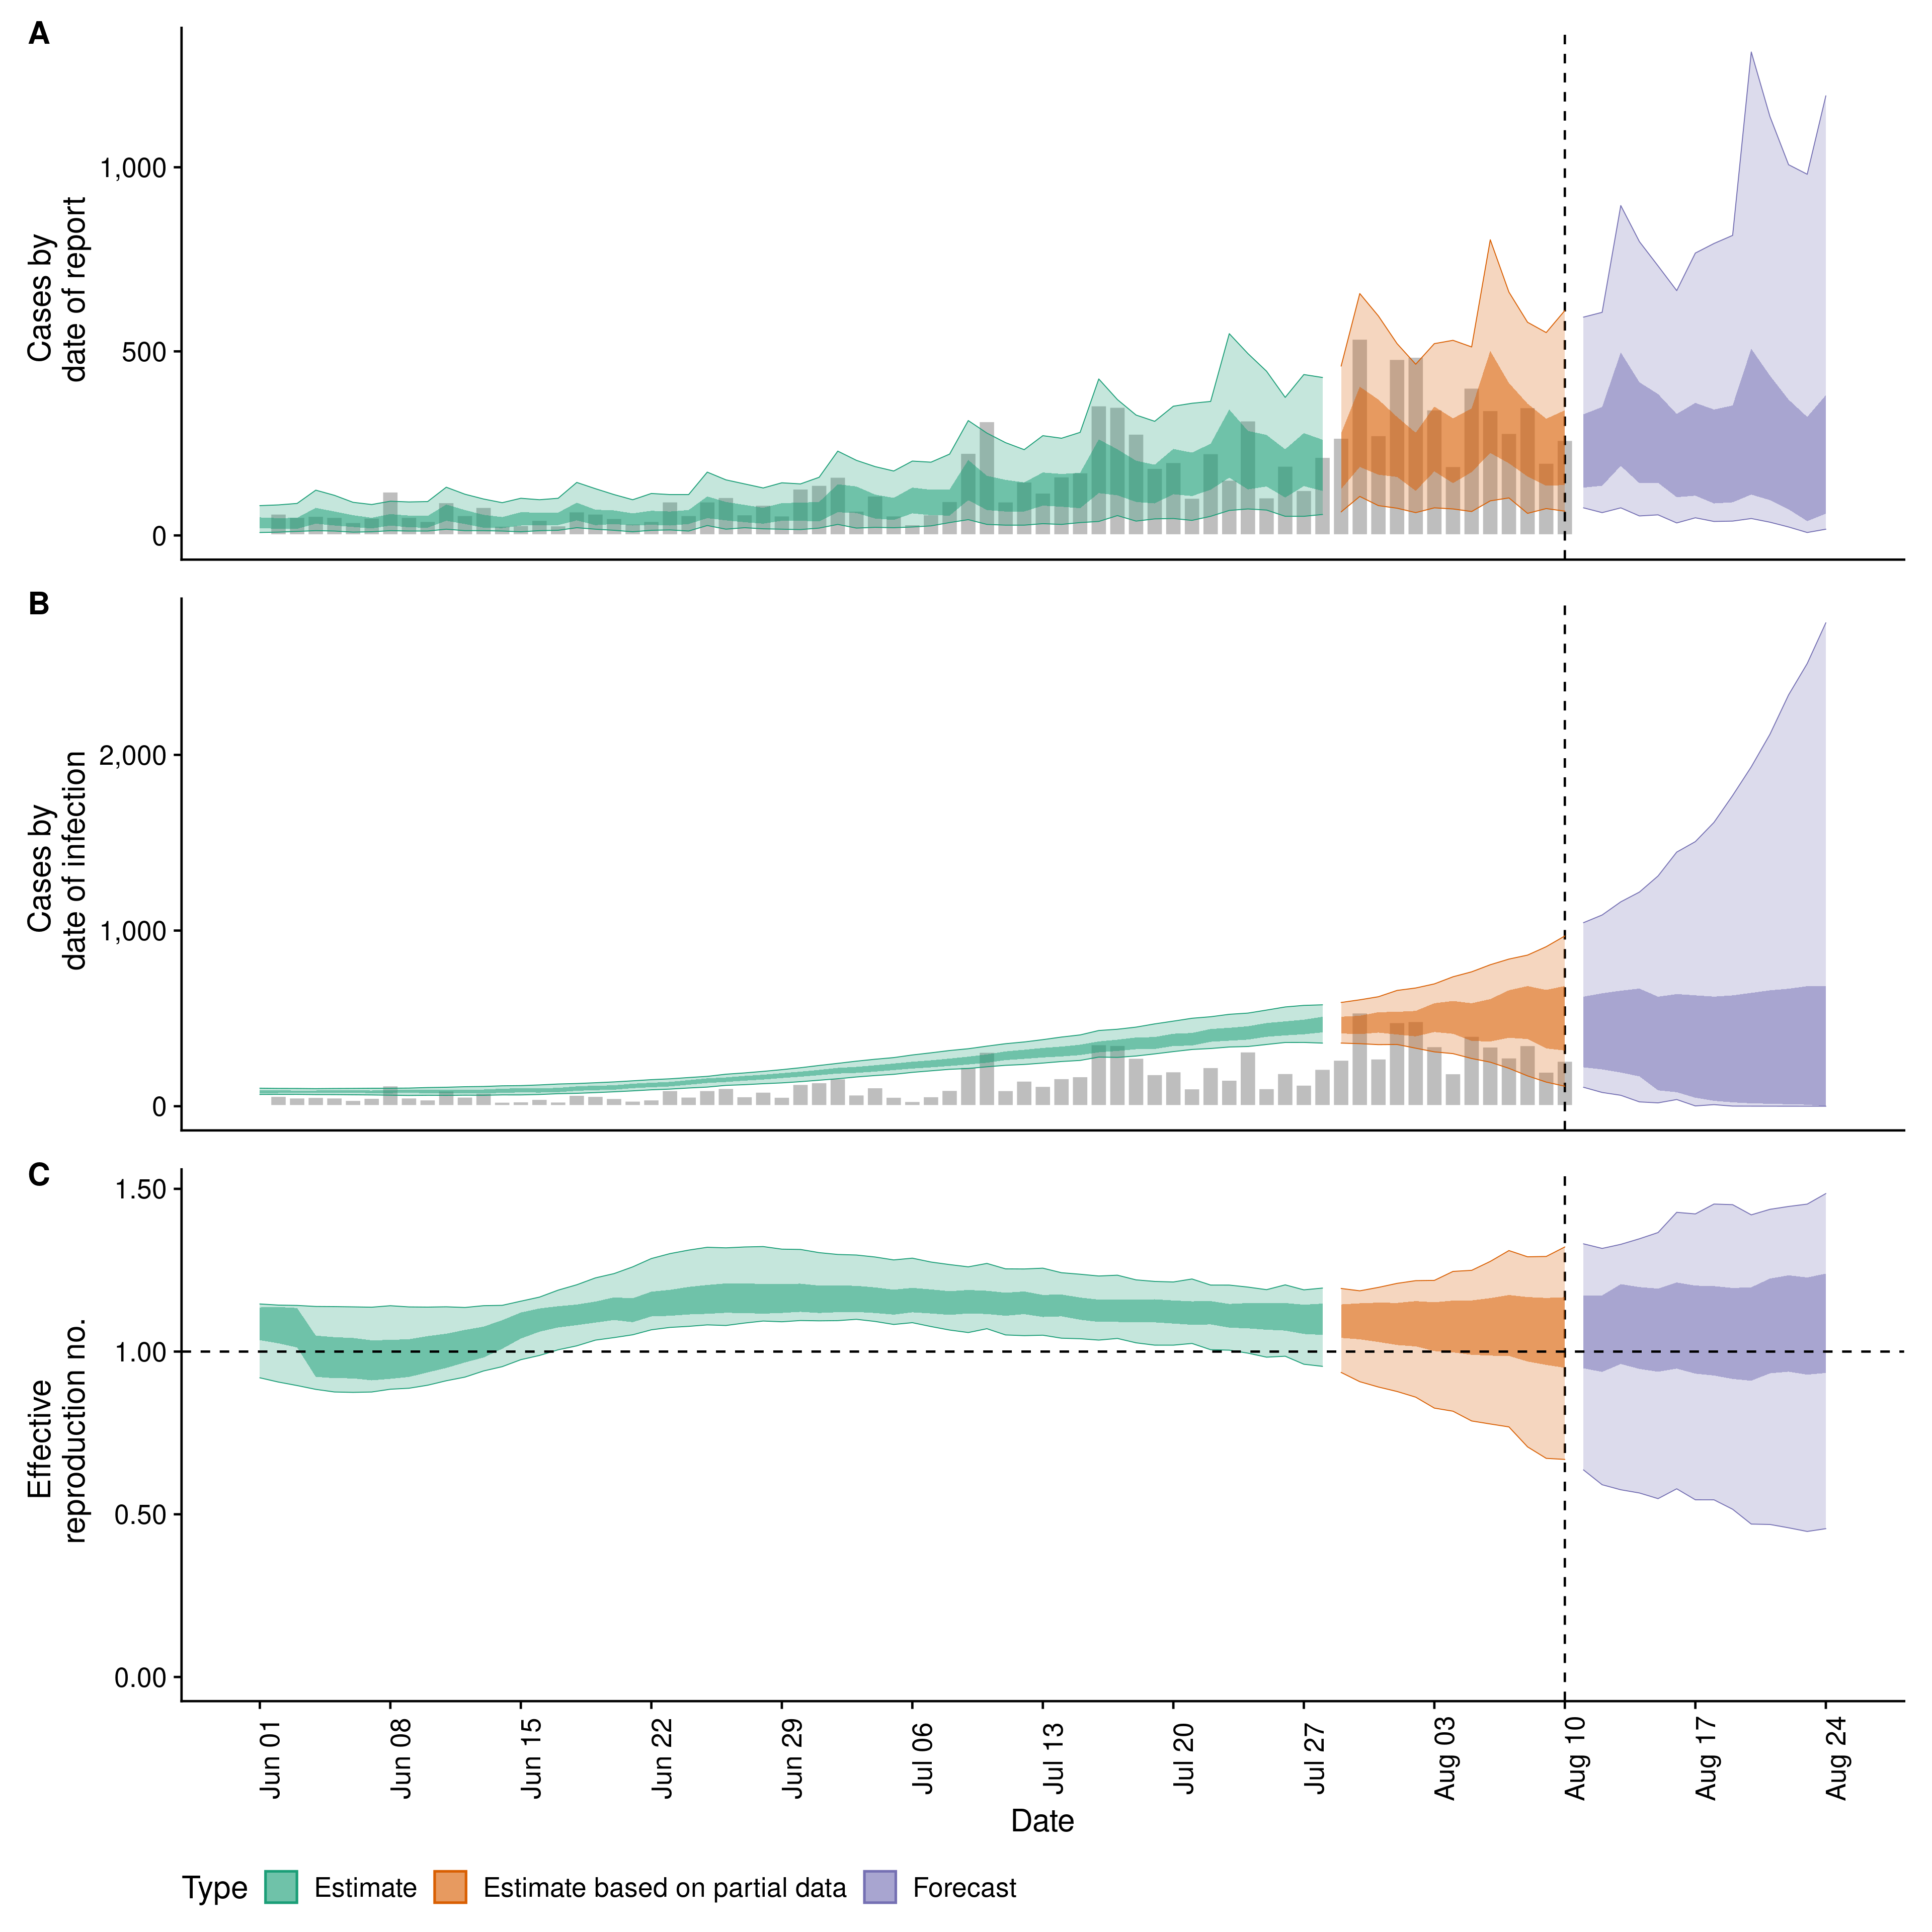 A
1,000
500
0
Cases by
date of report
B
2,000
1,000
0
Cases by
date of infection
C
1.50
1.00
0.50
0.00
Effective
reproduction no.
Jun 01
Jun 08
Jun 15
Jun 22
Jun 29
Jul 06
Jul 13
Jul 20
Jul 27
Aug 03
Aug 10
Aug 17
Aug 24
Date
Type Estimate Estimate based on partial data Forecast